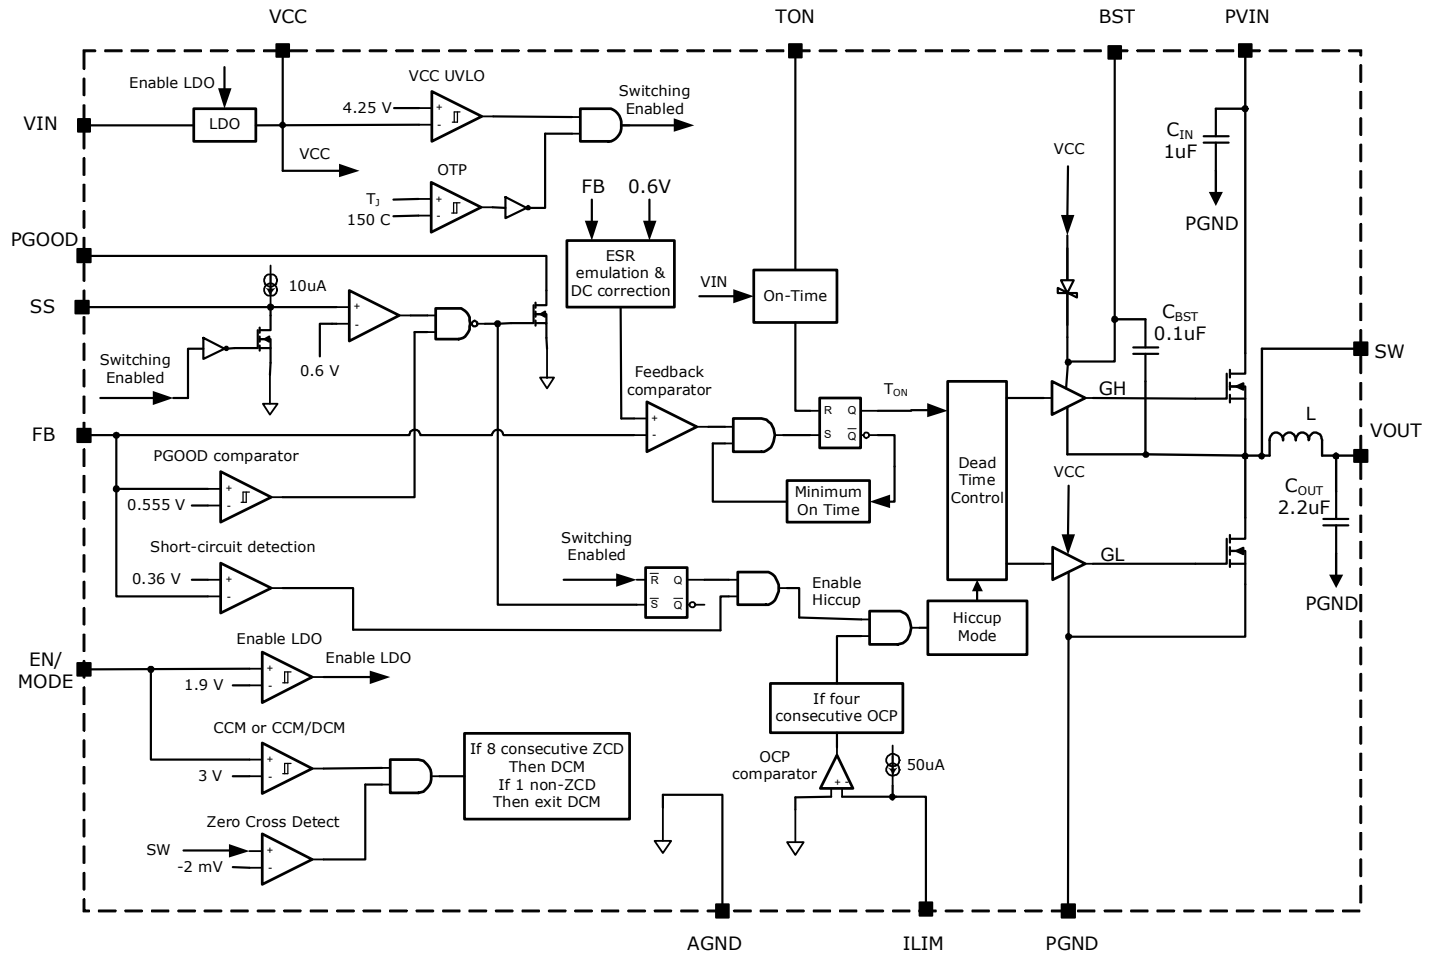 VCC
TON
BST
PVIN
Enable LDO
VCC UVLO
Switching
Enabled
4.25 V
+
-
VIN
LDO
VCC
OTP
TJ
150 C
+
-
FB
0.6V
CIN
1uF
PGND
VCC
PGOOD
ESR
emulation &
DC correction
VIN
On-Time
SS
10uA
+
-
0.6 V
Switching
Enabled
CBST
0.1uF
SW
Feedback
comparator
+
-
R
Q
S
Q
TON
GH
L
VOUT
FB
PGOOD comparator
+
-
0.555 V
Minimum
On Time
Dead
Time
Control
VCC
COUT
2.2uF
PGND
Short-circuit detection
0.36 V
+
-
Switching
Enabled
R
Q
S
Q
Enable
Hiccup
GL
Hiccup
Mode
EN/
MODE
Enable LDO
Enable LDO
+
-
1.9 V
If four
consecutive OCP
CCM or CCM/DCM
+
-
3 V
If 8 consecutive ZCD
Then DCM
If 1 non-ZCD
Then exit DCM
OCP
comparator
+
-
50uA
Zero Cross Detect
SW
-2 mV
+
-
AGND
ILIM
PGND